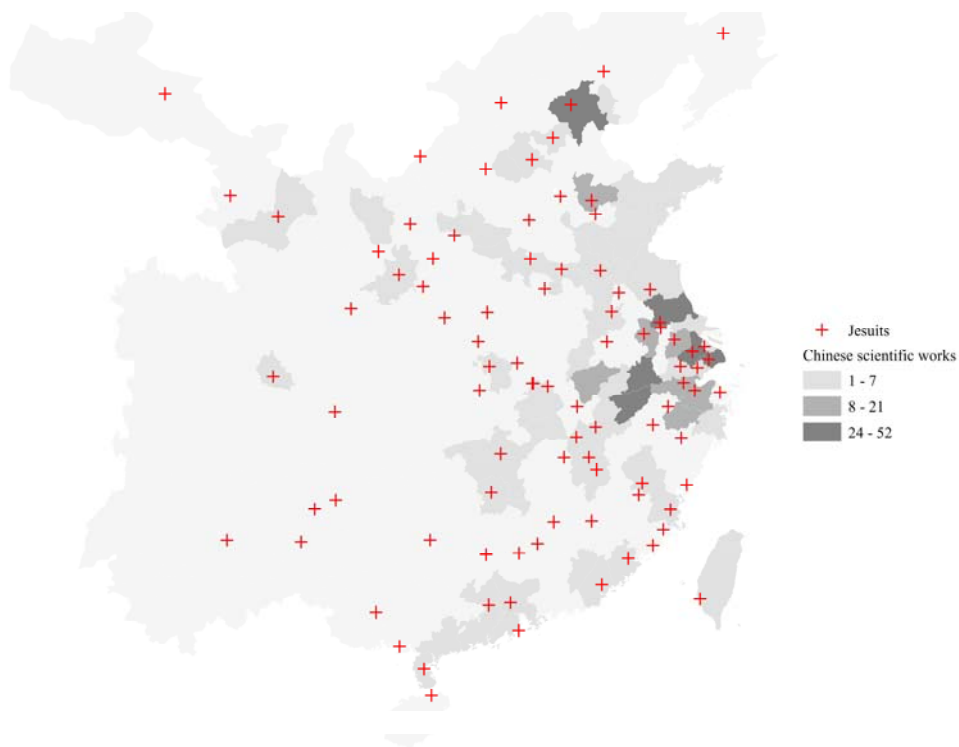 Jesuits
Chinese scientific works
1 - 7
8 - 21
24 - 52